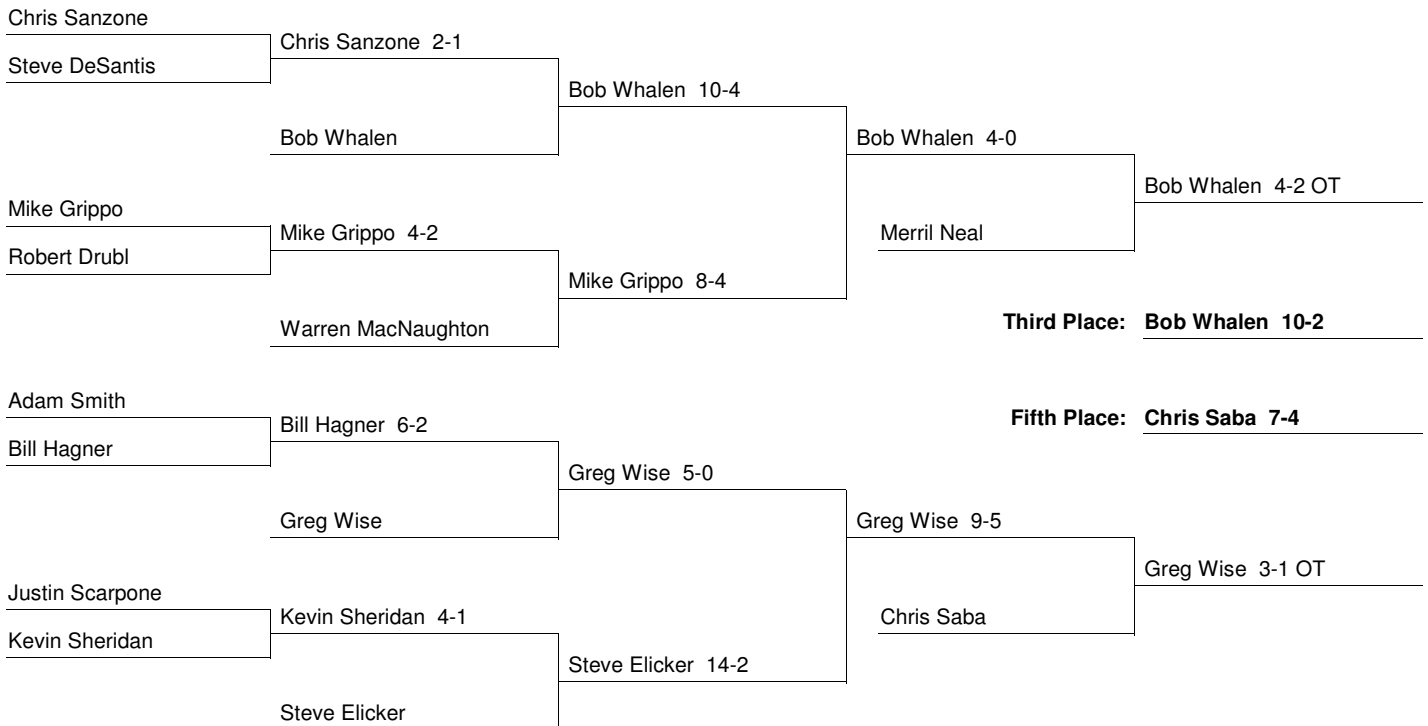 Chris Sanzone
Chris Sanzone 2-1
Steve DeSantis
Bob Whalen 10-4
Bob Whalen
Bob Whalen 4-0
Bob Whalen 4-2 OT
Mike Grippo
Mike Grippo 4-2
Merril Neal
Robert Drubl
Mike Grippo 8-4
Warren MacNaughton
Third Place: Bob Whalen 10-2
Adam Smith
Bill Hagner 6-2
Fifth Place: Chris Saba 7-4
Bill Hagner
Greg Wise 5-0
Greg Wise
Greg Wise 9-5
Greg Wise 3-1 OT
Justin Scarpone
Kevin Sheridan 4-1
Chris Saba
Kevin Sheridan
Steve Elicker 14-2
Steve Elicker